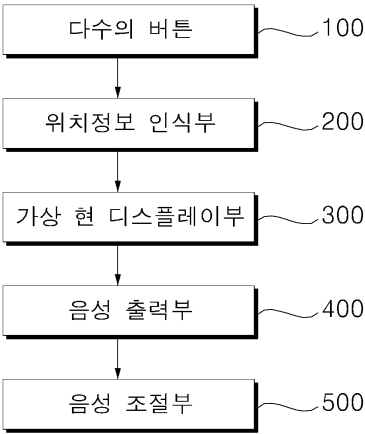 다수의 버튼 100
위치정보 인식부 200
가상 현 디스플레이부 300
음성 출력부 400
음성 조절부 500